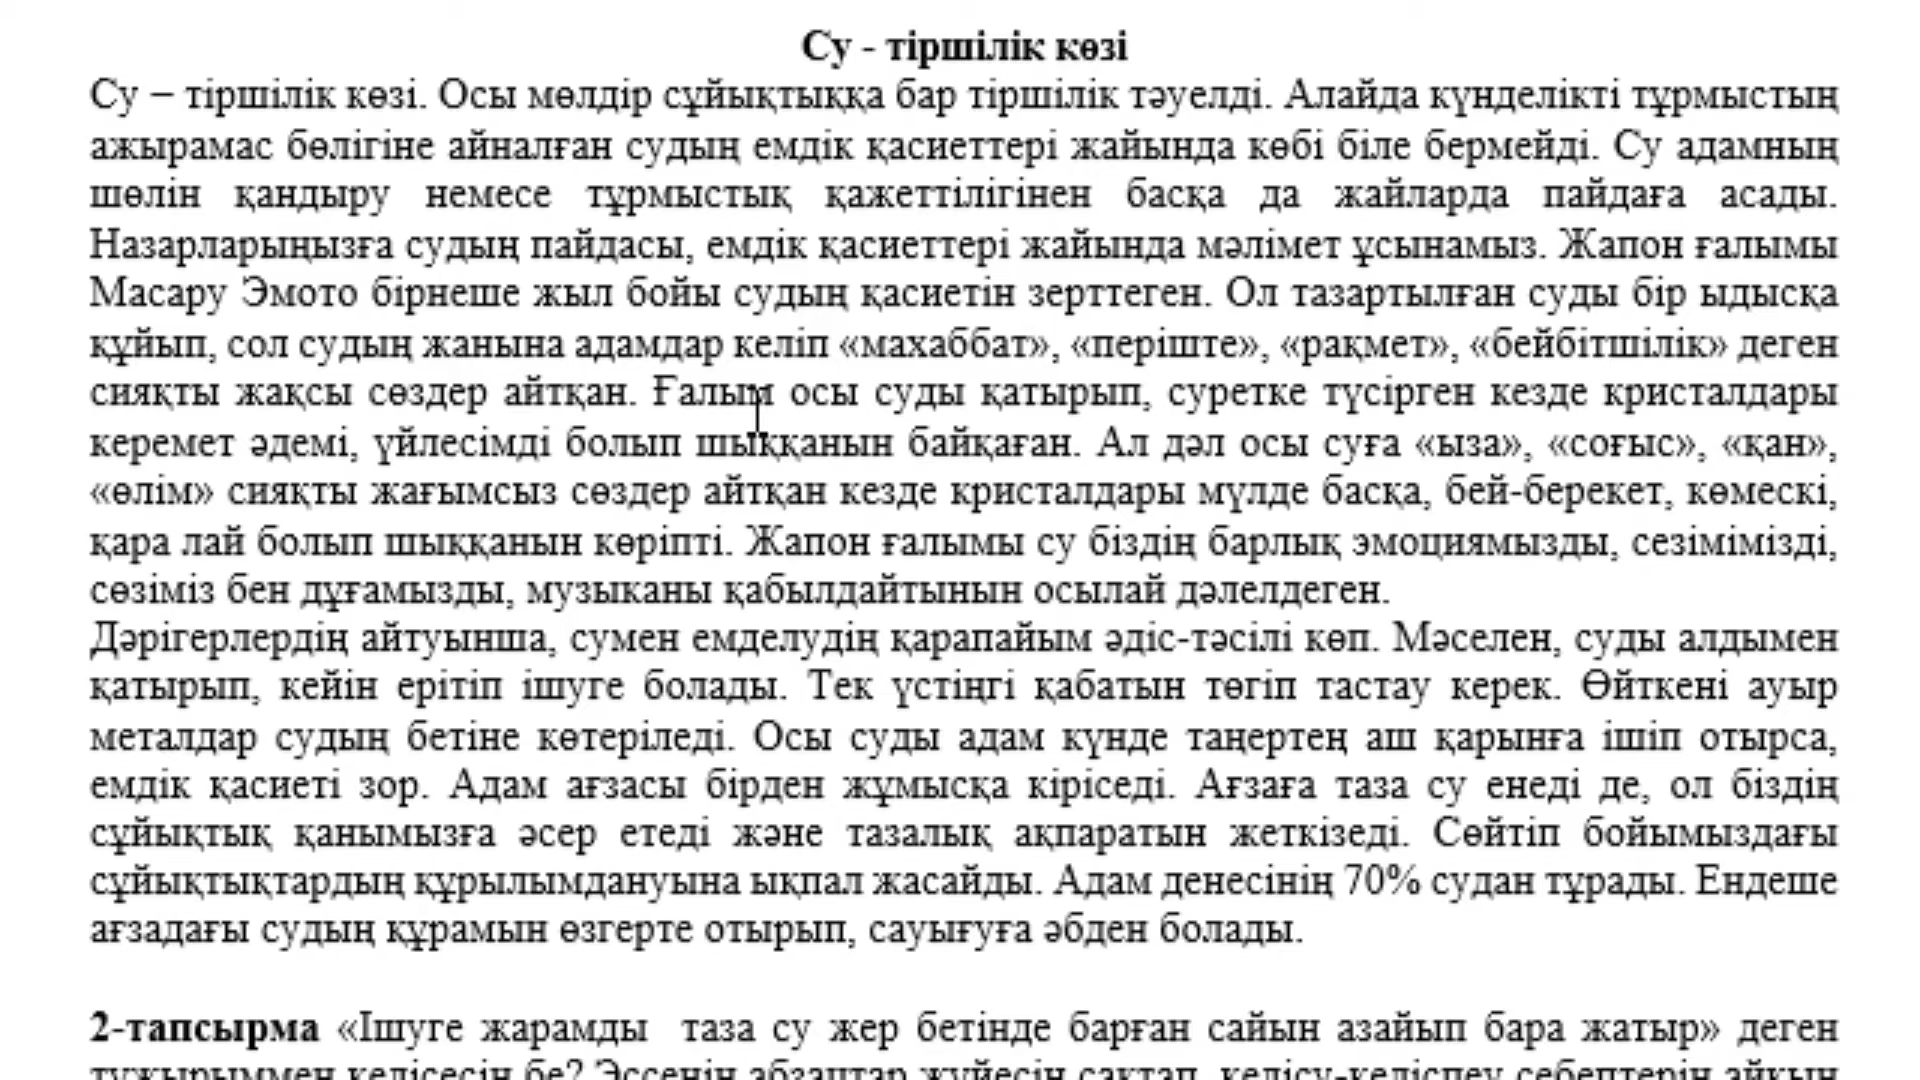 Су - тіршілік көзі
Су – тіршілік көзі. Осы мөлдір сұйықтыққа бар тіршілік тәуелді. Алайда күнделікті тұрмыстың
ажырамас бөлігіне айналған судың емдік қасиеттері жайында көбі біле бермейді. Су адамның
шөлін қандыру немесе тұрмыстық қажеттілігінен басқа да жайларда пайдаға асады.
Назарларыңызға судың пайдасы, емдік қасиеттері жайында мәлімет ұсынамыз. Жапон ғалымы
Масару Эмото бірнеше жыл бойы судың қасиетін зерттеген. Ол тазартылған суды бір ыдысқа
құйып, сол судың жанына адамдар келіп «махаббат», «періште», «рақмет», «бейбітшілік» деген
сияқты жақсы сөздер айтқан. Ғалым осы суды қатырып, суретке түсірген кезде кристалдары
керемет әдемі, үйлесімді болып шыққанын байқаған. Ал дәл осы суға «ыза», «соғыс», «қан»,
«өлім» сияқты жағымсыз сөздер айтқан кезде кристалдары мүлде басқа, бей-берекет, көмескі,
қара лай болып шыққанын көріпті. Жапон ғалымы су біздің барлық эмоциямызды, сезімімізді,
сөзіміз бен дұғамызды, музыканы қабылдайтынын осылай дәлелдеген.
Дәрігерлердің айтуынша, сумен емделудің қарапайым әдіс-тәсілі көп. Мәселен, суды алдымен
қатырып, кейін ерітіп ішуге болады. Тек үстіңгі қабатын төгіп тастау керек. Өйткені ауыр
металдар судың бетіне көтеріледі. Осы суды адам күнде таңертең аш қарынға ішіп отырса,
емдік қасиеті зор. Адам ағзасы бірден жұмысқа кіріседі. Ағзаға таза су енеді де, ол біздің
сұйықтық қанымызға әсер етеді және тазалық ақпаратын жеткізеді. Сөйтіп бойымыздағы
сұйықтықтардың құрылымдануына ықпал жасайды. Адам денесінің 70% судан тұрады. Ендеше
ағзадағы судың құрамын өзгерте отырып, сауығуға әбден болады.
2-тапсырма «Ішуге жарамды таза су жер бетінде барған сайын азайып бара жатыр» деген
тұжырыммен келісесің бе? Эссенің абзацтар жүйесін сақтап, келісу-келіспеу себептерін айқын